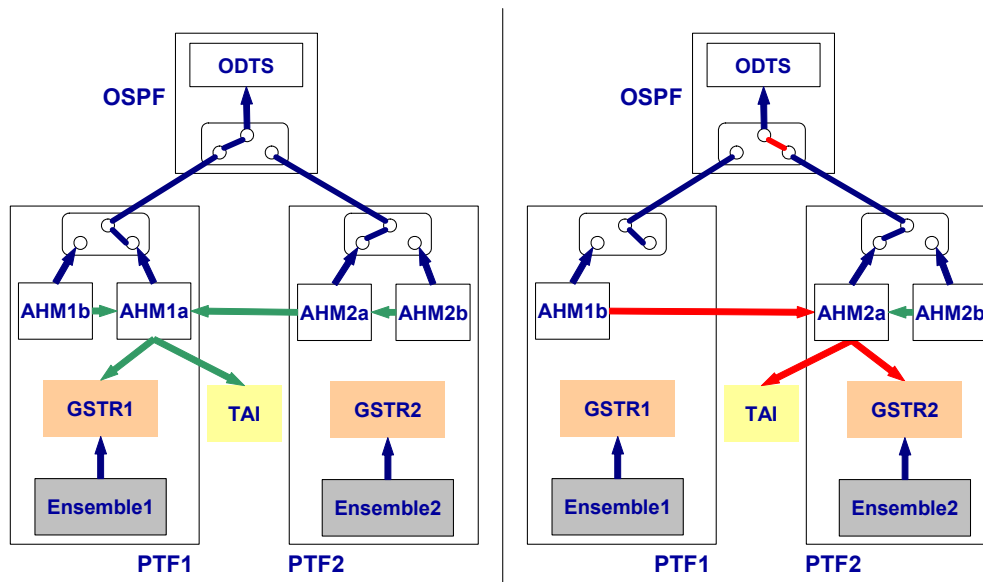 ODTS
OSPF
AHM1b
AHM1a
AHM2a
AHM2b
GSTR1
TAI
GSTR2
Ensemble1
Ensemble2
PTF1
PTF2
ODTS
OSPF
AHM1b
AHM2a
AHM2b
GSTR1
TAI
GSTR2
Ensemble1
Ensemble2
PTF1
PTF2